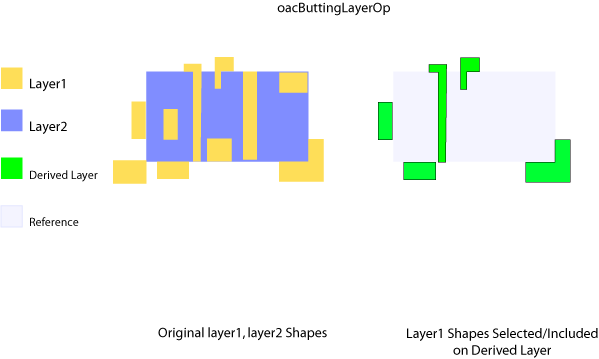 oacButtingLayerOp
Layer1
Layer2
Derived Layer
Reference
Original layer1, layer2 Shapes
Layer1 Shapes Selected/Included
on Derived Layer